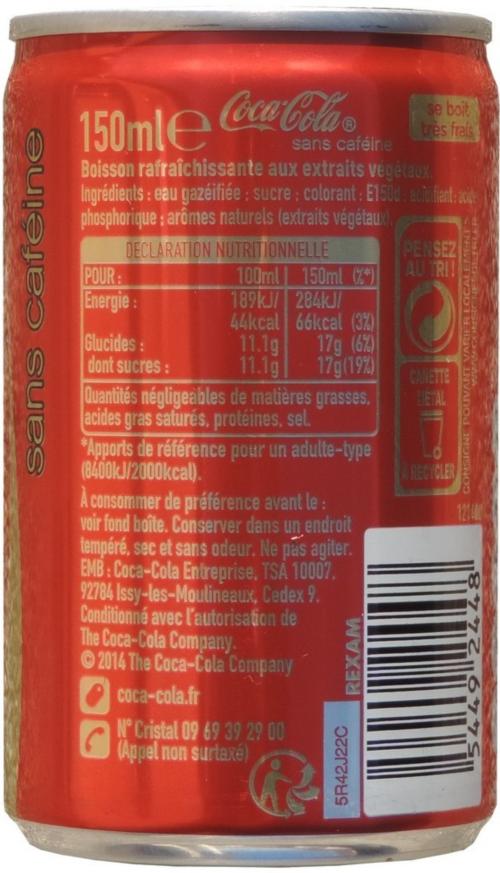 sans caféine
150ml e Coca-Cola®
sans caféine
se boit
très frais
Boisson rafraîchissante aux extraits végétaux.
Ingrédients : eau gazéifiée ; sucre ; colorant : E150d ; acidifiant : acide
phosphorique ; arômes naturels (extraits végétaux)
DÉCLARATION NUTRITIONNELLE
POUR : 100ml 150ml (%*)
Energie : 189kJ/ 284kJ/
44kcal 66kcal (3%)
Glucides : 11.1g 17g (6%)
dont sucres : 11.1g 17g(19%)
Quantités négligeables de matières grasses,
acides gras saturés, protéines, sel.
*Apports de référence pour un adulte-type
(8400kJ/2000kcal).
À consommer de préférence avant le :
voir fond boîte. Conserver dans un endroit
tempéré, sec et sans odeur. Ne pas agiter.
EMB : Coca-Cola Entreprise, TSA 10007,
92784 Issy-les-Moulineaux, Cedex 9.
Conditionné avec l'autorisation de
The Coca-Cola Company.
© 2014 The Coca-Cola Company
coca-cola.fr
N° Cristal 09 69 39 29 00
(Appel non surtaxé)
PENSEZ
AU TRI !
CANETTE
MÉTAL
À RECYCLER
CONSIGNE POUVANT VARIER LOCALEMENT
REXAM
5R42J22C
5449 2448